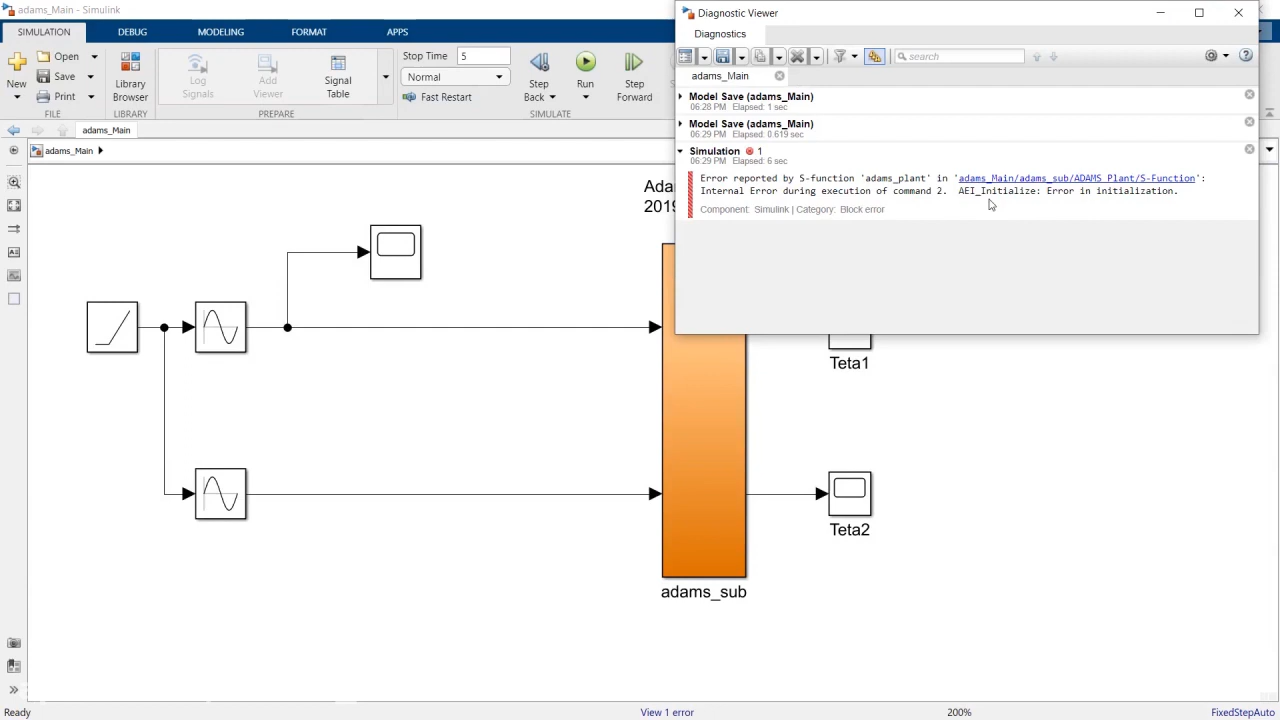 adams_Main - Simulink
SIMULATION DEBUG MODELING FORMAT APPS
New
Open
Save
Print
FILE
Library
Browser
LIBRARY
Log
Signals
Add
Viewer
Signal
Table
PREPARE
Stop Time 5
Normal
Fast Restart
Step
Back
Run
Step
Forward
SIMULATE
adams_Main
adams_Main
Diagnostic Viewer
Diagnostics
search
adams_Main
Model Save (adams_Main)
06:28 PM Elapsed: 1 sec
Model Save (adams_Main)
06:29 PM Elapsed: 0.619 sec
Simulation 1
06:29 PM Elapsed: 6 sec
Error reported by S-function 'adams_plant' in 'adams_Main/adams_sub/ADAMS_Plant/S-Function':
Internal Error during execution of command 2. AEI_Initialize: Error in initialization.
Component: Simulink | Category: Block error
Ada
2019
Teta1
Teta2
adams_sub
Ready
View 1 error
200%
FixedStepAuto